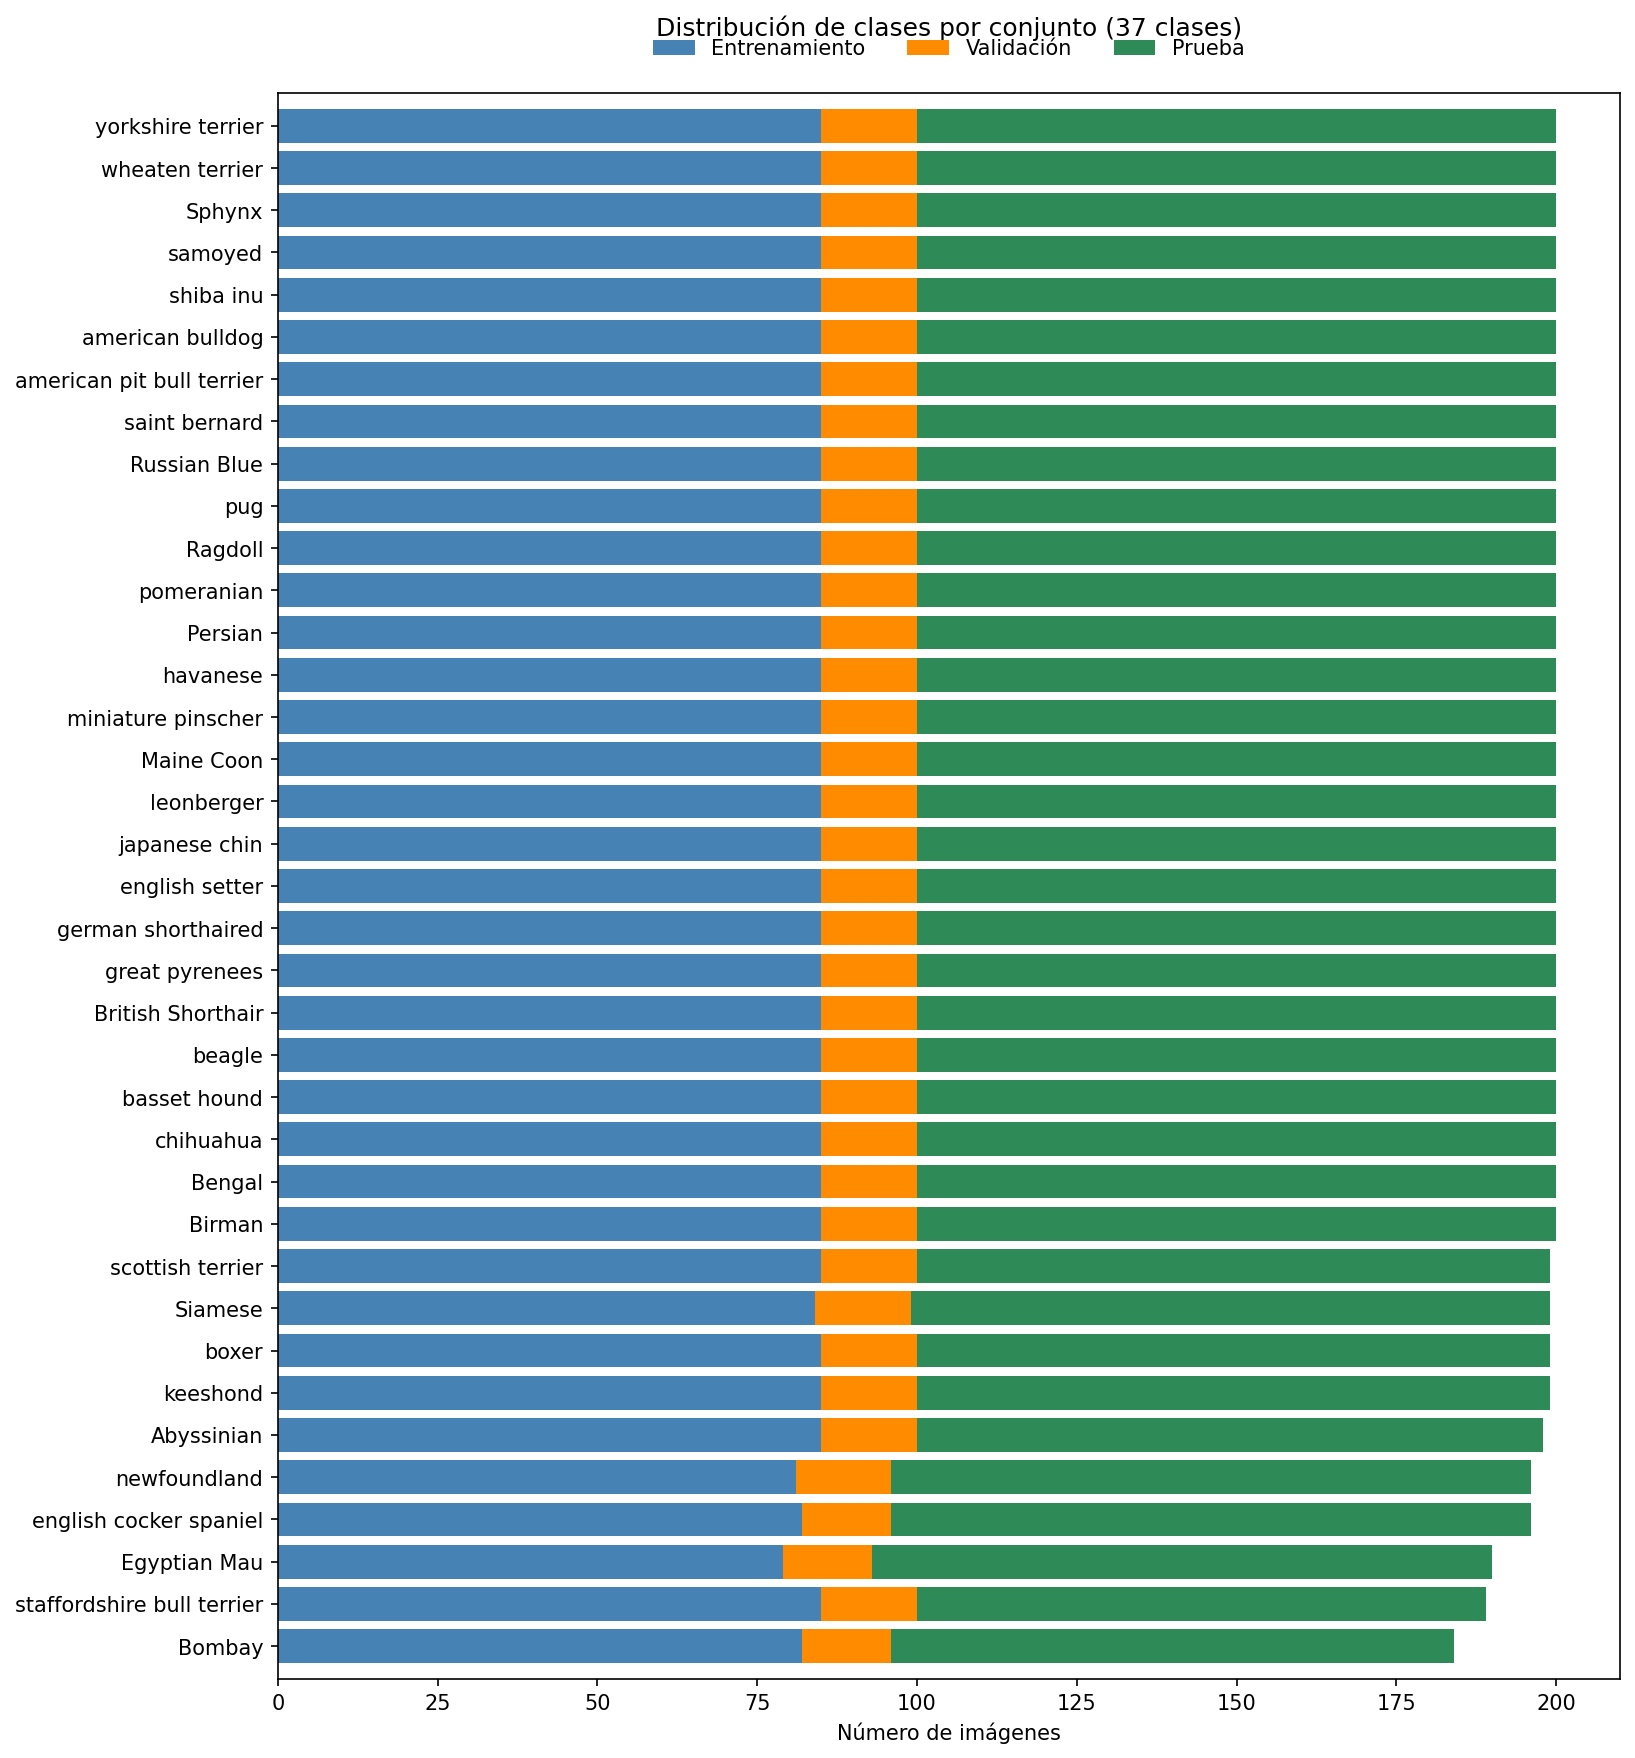 Distribución de clases por conjunto (37 clases)
Entrenamiento Validación Prueba
yorkshire terrier
wheaten terrier
Sphynx
samoyed
shiba inu
american bulldog
american pit bull terrier
saint bernard
Russian Blue
pug
Ragdoll
pomeranian
Persian
havanese
miniature pinscher
Maine Coon
leonberger
japanese chin
english setter
german shorthaired
great pyrenees
British Shorthair
beagle
basset hound
chihuahua
Bengal
Birman
scottish terrier
Siamese
boxer
keeshond
Abyssinian
newfoundland
english cocker spaniel
Egyptian Mau
staffordshire bull terrier
Bombay
0 25 50 75 100 125 150 175 200
Número de imágenes